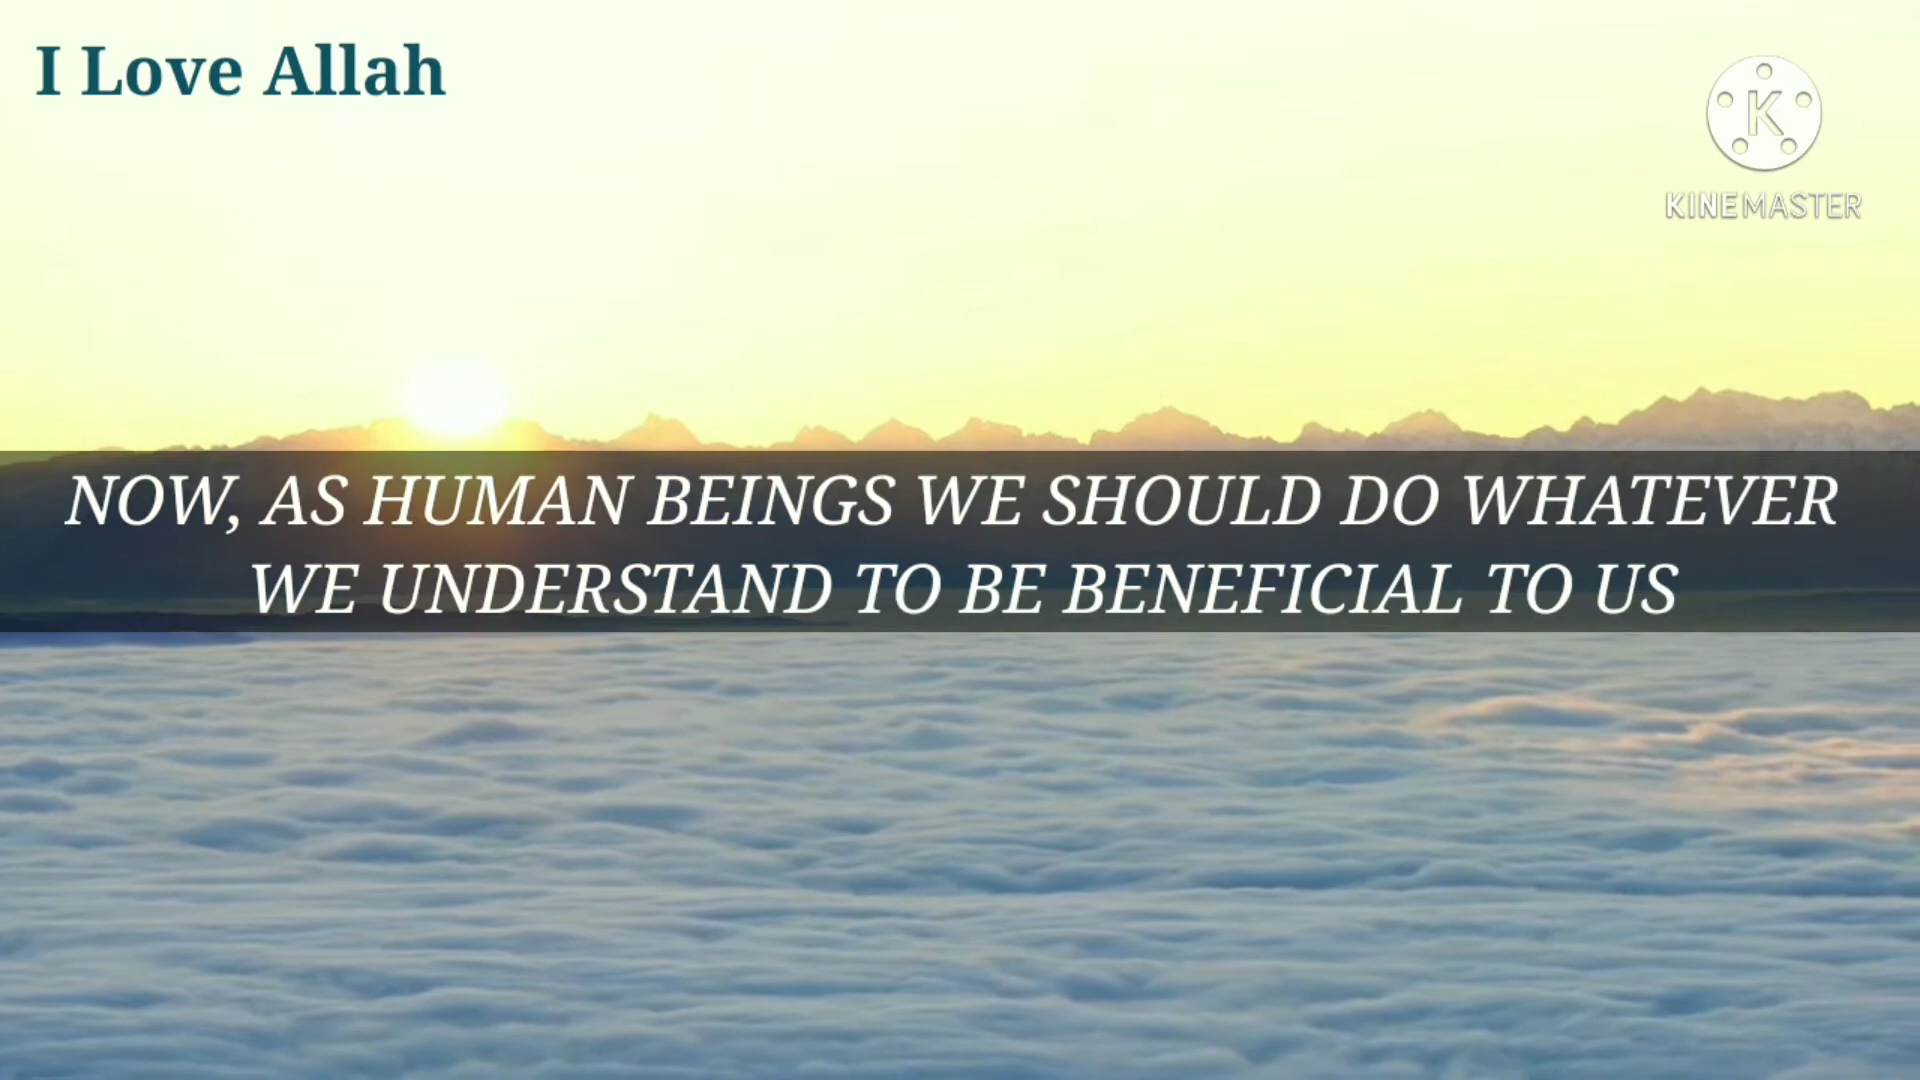 I Love Allah
K
KINEMASTER
NOW, AS HUMAN BEINGS WE SHOULD DO WHATEVER
WE UNDERSTAND TO BE BENEFICIAL TO US